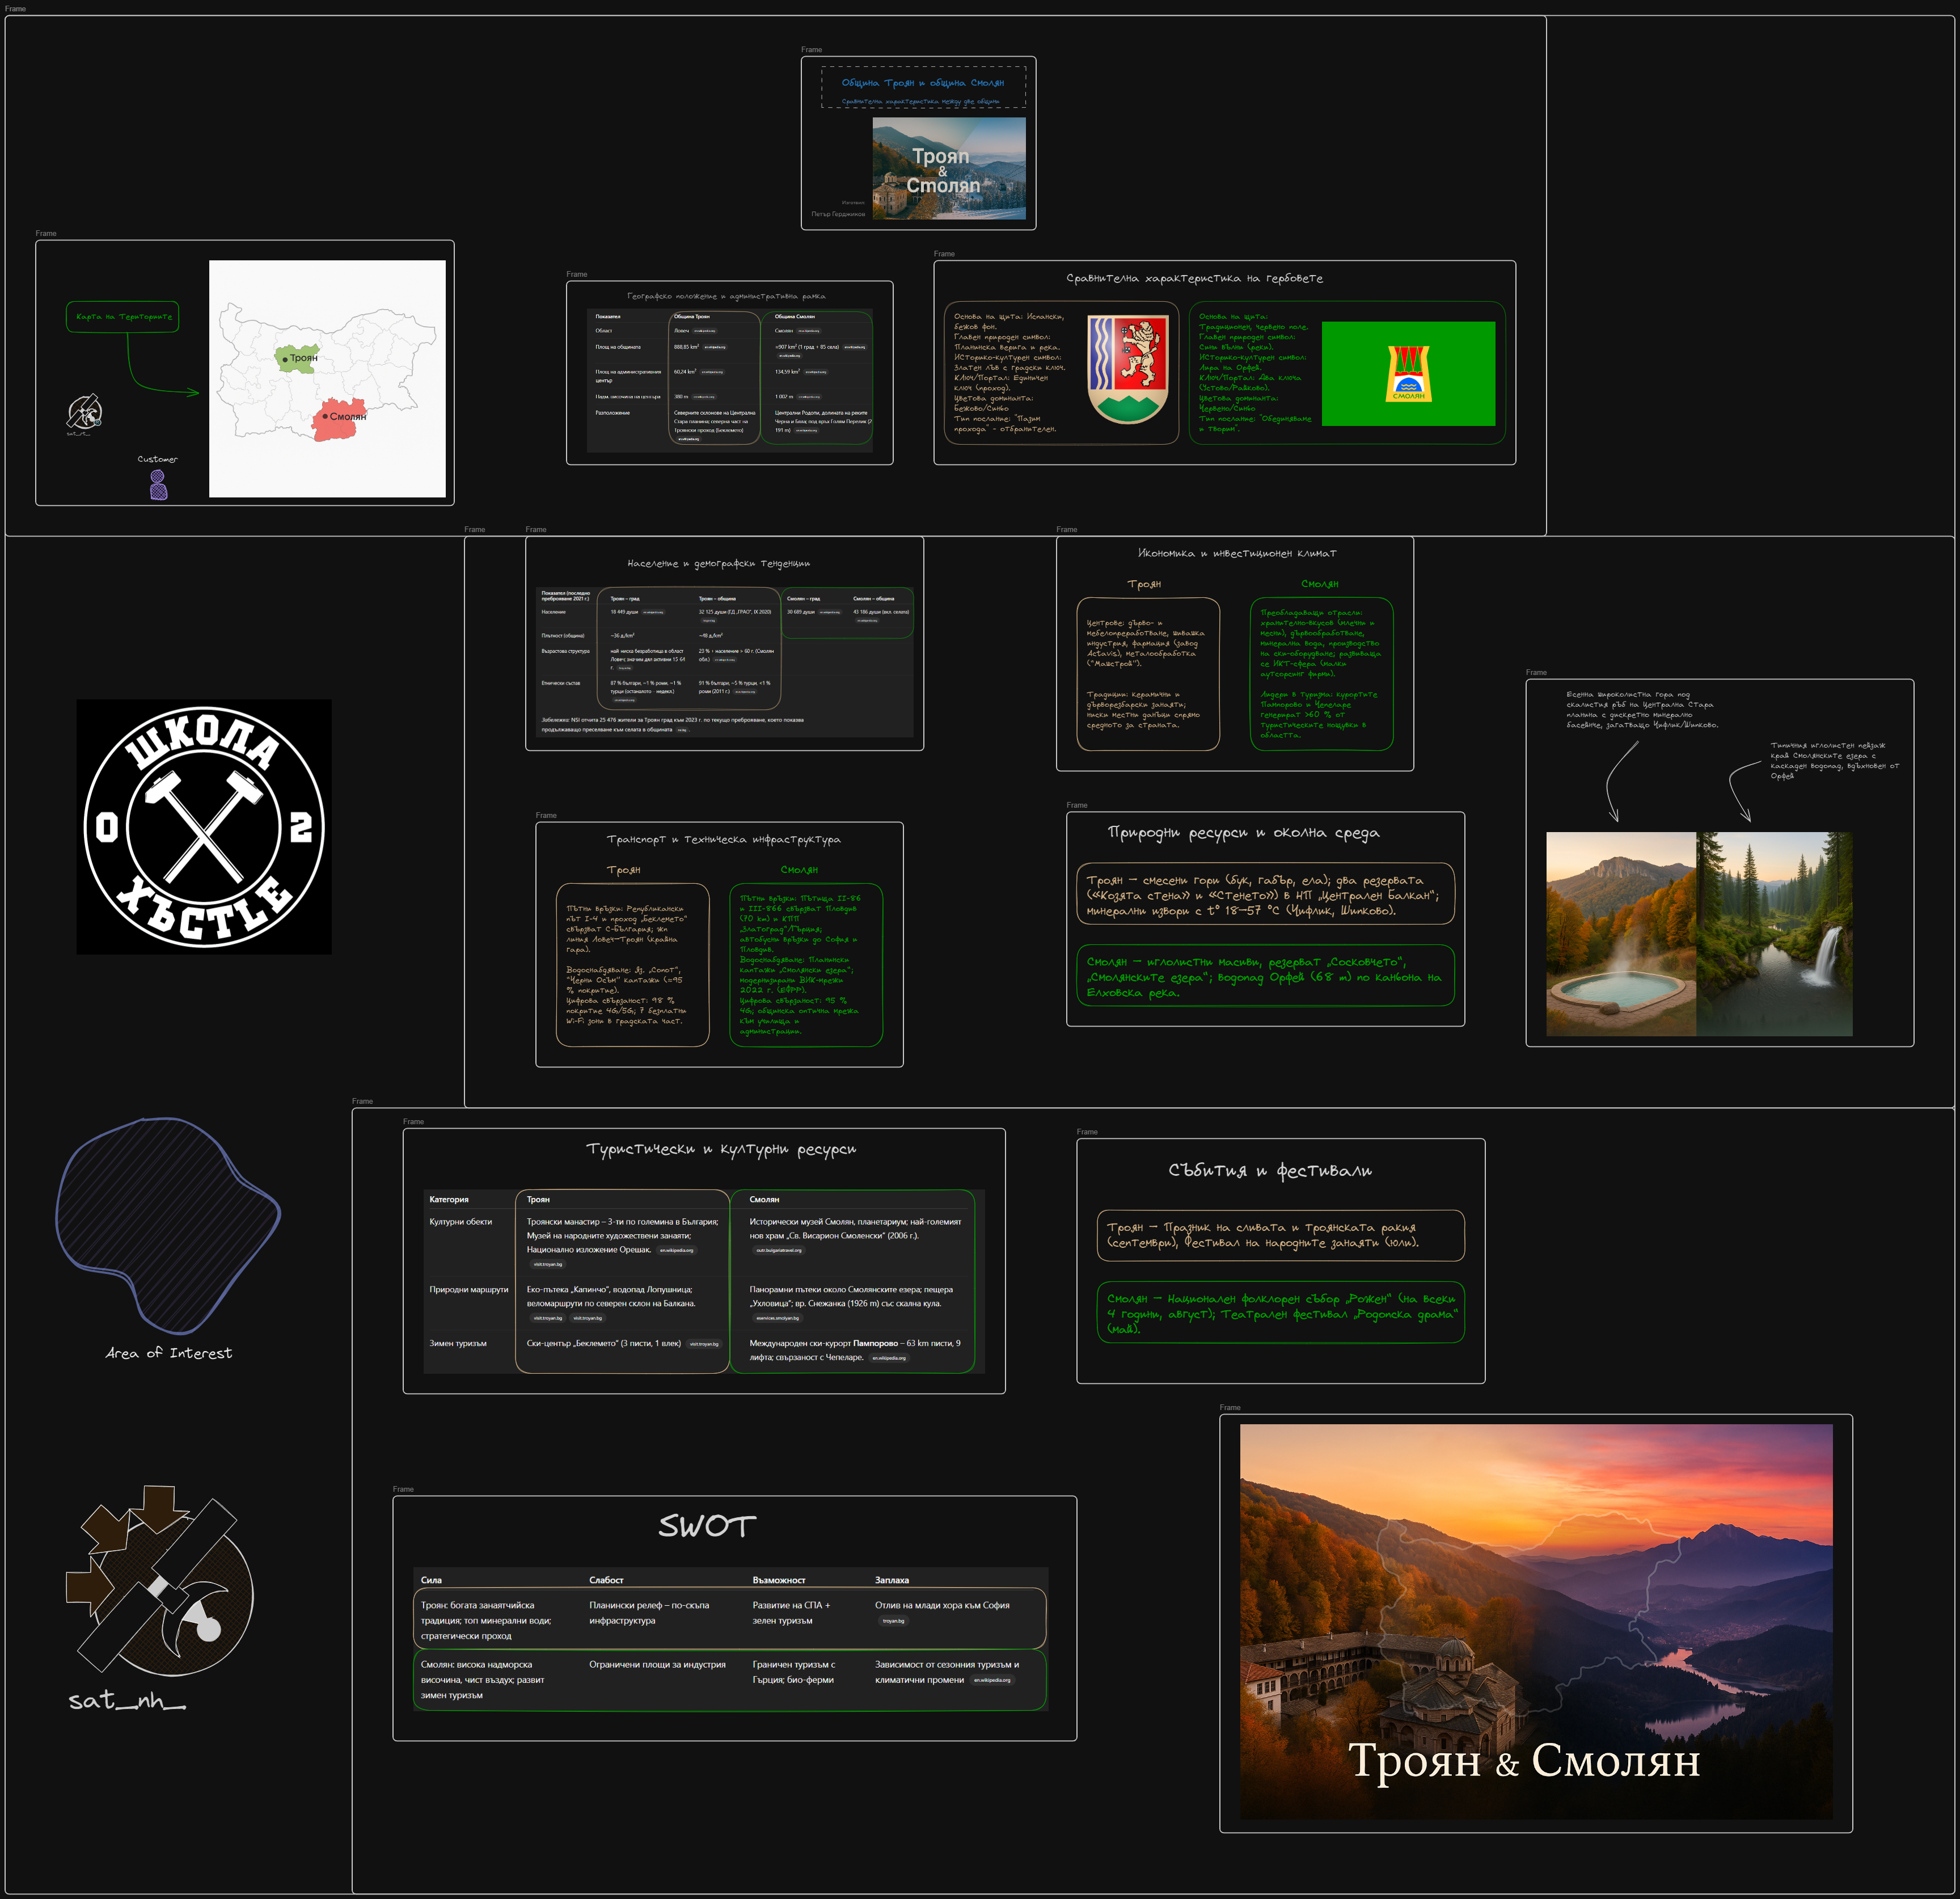 Frame
Frame
Община Троян и община Смолян
Сравнителна характеристика между две общини
Трояn
&
Смоляn
Изготвил:
Петър Герджиков
Frame
Карта на Териториите
Троян
Смолян
sat_nh_
Customer
Frame
Географско положение и административна рамка
Показател
Община Троян
Община Смолян
Област
Ловеч
Смолян
Площ на общината
888,85 km²
≈907 km² (1 град + 85 села)
Площ на административния
център
60,24 km²
134,59 km²
Надм. височина на центъра
380 m
1 002 m
Разположение
Северните склонове на Централна
Стара планина; северна част на
Троянски проход (Беклемето)
Централни Родопи, долината на реките
Черна и Бяла; под връх Голям Перелик (2
191 m)
Frame
Сравнителна характеристика на гербовете
Основа на щита: Испански,
бежов фон.
Главен природен символ:
Планинска верига и река.
Историко-културен символ:
Златен лъв с градски ключ.
Ключ/Портал: Единичен
ключ (проход).
Цветова доминанта:
Бежово/Синьо
Тип послание: "Пазим
прохода" - отбранителен.
Основа на щита:
Традиционен, червено поле.
Главен природен символ:
Сини вълни (реки).
Историко-културен символ:
Лира на Орфей.
Ключ/Портал: Два ключа
(Устово/Райково).
Цветова доминанта:
Червено/Синьо
Тип послание: "Обединяваме
и творим".
СМОЛЯН
Frame
Frame
Население и демографски тенденции
Показател (последно
преброяване 2021 г.)
Троян – град
Троян – община
Смолян – град
Смолян – община
Население
18 449 души
32 125 души (ГД „ГРАО“, IX 2020)
30 689 души
43 186 души (вкл. селата)
Плътност (община)
~36 д./km²
~48 д./km²
Възрастова структура
най-ниска безработица в област
Ловеч; значим дял активни 15-64
г.
23 % ↑ население > 60 г. (Смолян
обл.)
Етнически състав
87 % българи, ~1 % роми, ~1 %
турци (останалото – недекл.)
91 % българи, ~5 % турци, <1 %
роми (2011 г.)
Забележка: NSI отчита 25 476 жители за Троян град към 2023 г. по текущо преброяване, което показва
продължаващо преселване към селата в общината
Frame
Икономика и инвестиционен климат
Троян
Смолян
Центрове: дърво- и
мебелопреработване, шивашка
индустрия, фармация (завод
Actavis), металообработка
("Машстрой").
Традиции: керамични и
дърворезбарски занаяти;
ниски местни данъци спрямо
средното за страната.
Преобладаващи отрасли:
хранително-вкусов (млечни и
месни), дървообработване,
минерална вода, производство
на ски-оборудване; развиваща
се ИКТ-сфера (малки
аутсорсинг фирми).
Лидери в туризма: курортите
Пампорово и Чепеларе
генерират >60 % от
туристическите нощувки в
областта.
Frame
Есенна широколистна гора под
скалистия ръб на Централна Стара
планина с дискретно минерално
басейнче, загатващо Чифлик/Шипково.
Типичния иглолистен пейзаж
край Смолянските езера с
каскаден водопад, вдъхновен от
Орфей
ШКОЛА
0 2
ХЪСТLЕ
Frame
Транспорт и техническа инфраструктура
Троян
Смолян
Пътни връзки: Републикански
път I-4 и проход „Беклемето“
свързват С-България; жп
линия Ловеч–Троян (крайна
гара).
Водоснабдяване: яз. „Сопот“,
"Черни Осъм" каптажи (≈95
% покритие).
Цифрова свързаност: 98 %
покритие 4G/5G; 7 безплатни
Wi-Fi зони в градската част.
Пътни връзки: Пътища II-86
и III-866 свързват Пловдив
(70 km) и КПП
„Златоград“/Гърция;
автобусни връзки до София и
Пловдив.
Водоснабдяване: Планински
каптажи „Смолянски езера“;
модернизирани ВиК-мрежи
2022 г. (ЕФРР).
Цифрова свързаност: 95 %
4G; общинска оптична мрежа
към училища и
администрации.
Frame
Природни ресурси и околна среда
Троян – смесени гори (бук, габър, ела); два резервата
(«Козята стена» и «Стенето») в НП „Централен Балкан“;
минерални извори с t° 18–57 °C (Чифлик, Шипково).
Смолян – иглолистни масиви, резерват „Сосковчето“,
„Смолянските езера“; водопад Орфей (68 m) по каньона на
Елховска река.
Area of Interest
sat_nh_
Frame
Frame
Туристически и културни ресурси
Категория
Троян
Смолян
Културни обекти
Троянски манастир – 3-ти по големина в България;
Музей на народните художествени занаяти;
Национално изложение Орешак. en.wikipedia.org
visit.troyan.bg
Исторически музей Смолян, планетариум; най-големият
нов храм „Св. Висарион Смоленски“ (2006 г.).
outr.bulgariatravel.org
Природни маршрути
Еко-пътека „Капинчо“, водопад Лопушница;
веломаршрути по северен склон на Балкана.
visit.troyan.bg visit.troyan.bg
Панорамни пътеки около Смолянските езера; пещера
„Ухловица“; вр. Снежанка (1926 m) със скална кула.
eservices.smolyan.bg
Зимен туризъм
Ски-център „Беклемето“ (3 писти, 1 влек) visit.troyan.bg
Международен ски-курорт Пампорово – 63 km писти, 9
лифта; свързаност с Чепеларе. en.wikipedia.org
Frame
Събития и фестивали
Троян – Празник на сливата и троянската ракия
(септември), Фестивал на народните занаяти (юли).
Смолян – Национален фолклорен събор „Рожен“ (на всеки
4 години, август); Театрален фестивал „Родопска драма“
(май).
Frame
SWOT
Сила
Слабост
Възможност
Заплаха
Троян: богата занаятчийска
традиция; топ минерални води;
стратегически проход
Планински релеф – по-скъпа
инфраструктура
Развитие на СПА +
зелен туризъм
Отлив на млади хора към София
troyan.bg
Смолян: висока надморска
височина, чист въздух; развит
зимен туризъм
Ограничени площи за индустрия
Граничен туризъм с
Гърция; био-ферми
Зависимост от сезонния туризъм и
климатични промени en.wikipedia.org
Frame
Троян & Смолян